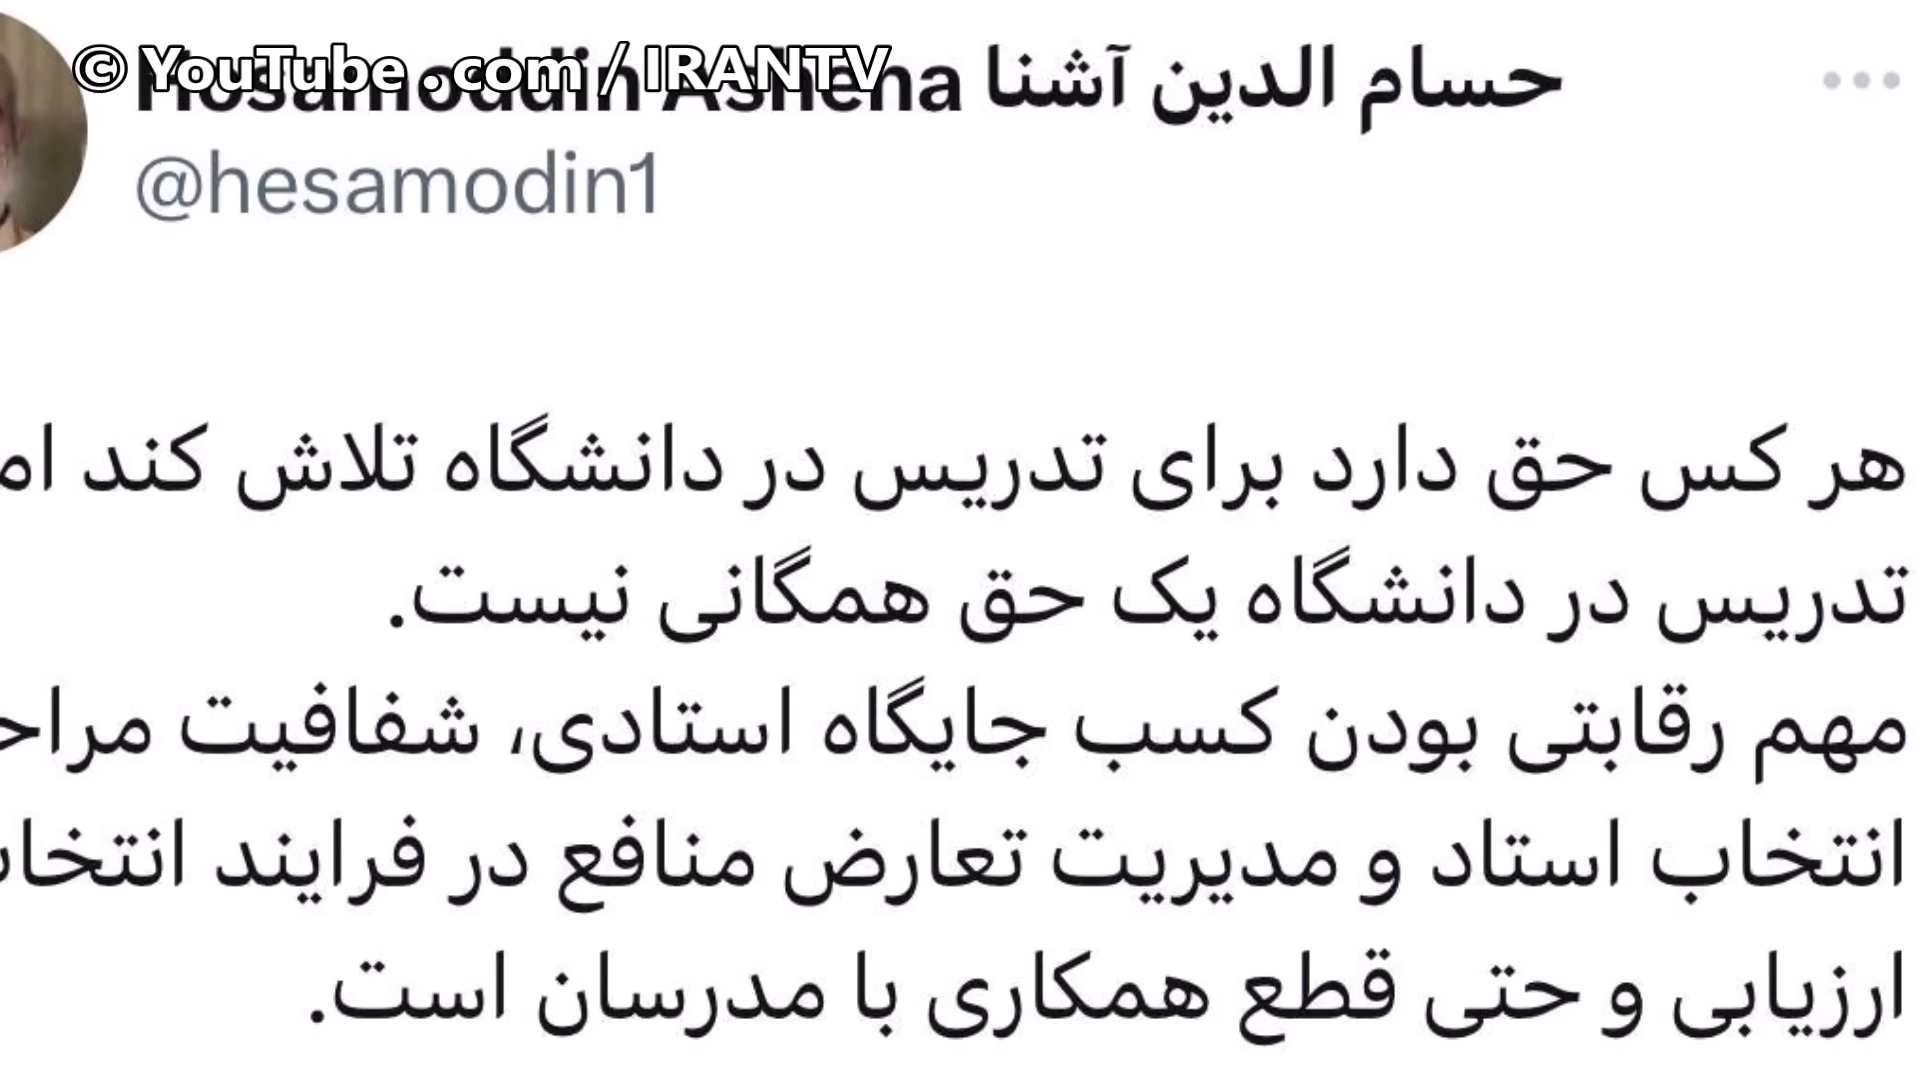 © YouTube.com/IRANTV
Hosamoddin Ashena حسام الدین آشنا
@hesamodin1
هر کس حق دارد برای تدریس در دانشگاه تلاش کند
تدریس در دانشگاه یک حق همگانی نیست.
مهم رقابتی بودن کسب جایگاه استادی، شفافیت
انتخاب استاد و مدیریت تعارض منافع در فرایند
ارزیابی و حتی قطع همکاری با مدرسان است.